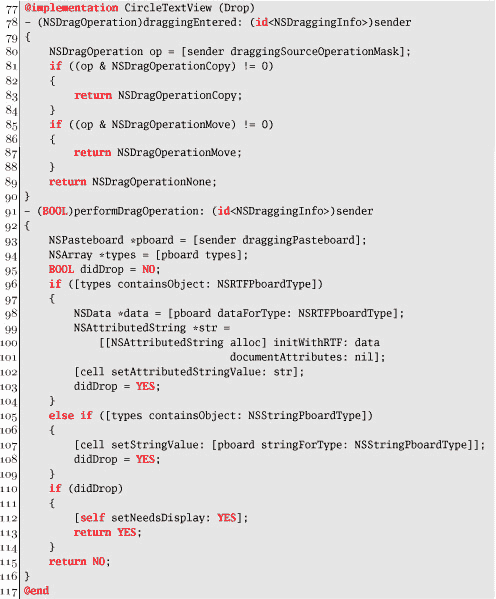 77 @implementation CircleTextView (Drop)
78 - (NSDragOperation)draggingEntered: (id<NSDraggingInfo>)sender
79 {
80     NSDragOperation op = [sender draggingSourceOperationMask];
81     if ((op & NSDragOperationCopy) != 0)
82     {
83         return NSDragOperationCopy;
84     }
85     if ((op & NSDragOperationMove) != 0)
86     {
87         return NSDragOperationMove;
88     }
89     return NSDragOperationNone;
90 }
91 - (BOOL)performDragOperation: (id<NSDraggingInfo>)sender
92 {
93     NSPasteboard *pboard = [sender draggingPasteboard];
94     NSArray *types = [pboard types];
95     BOOL didDrop = NO;
96     if ([types containsObject: NSRTFPboardType])
97     {
98         NSData *data = [pboard dataForType: NSRTFPboardType];
99         NSAttributedString *str =
100             [[NSAttributedString alloc] initWithRTF: data
101                                  documentAttributes: nil];
102         [cell setAttributedStringValue: str];
103         didDrop = YES;
104     }
105     else if ([types containsObject: NSStringPboardType])
106     {
107         [cell setStringValue: [pboard stringForType: NSStringPboardType]];
108         didDrop = YES;
109     }
110     if (didDrop)
111     {
112         [self setNeedsDisplay: YES];
113         return YES;
114     }
115     return NO;
116 }
117 @end